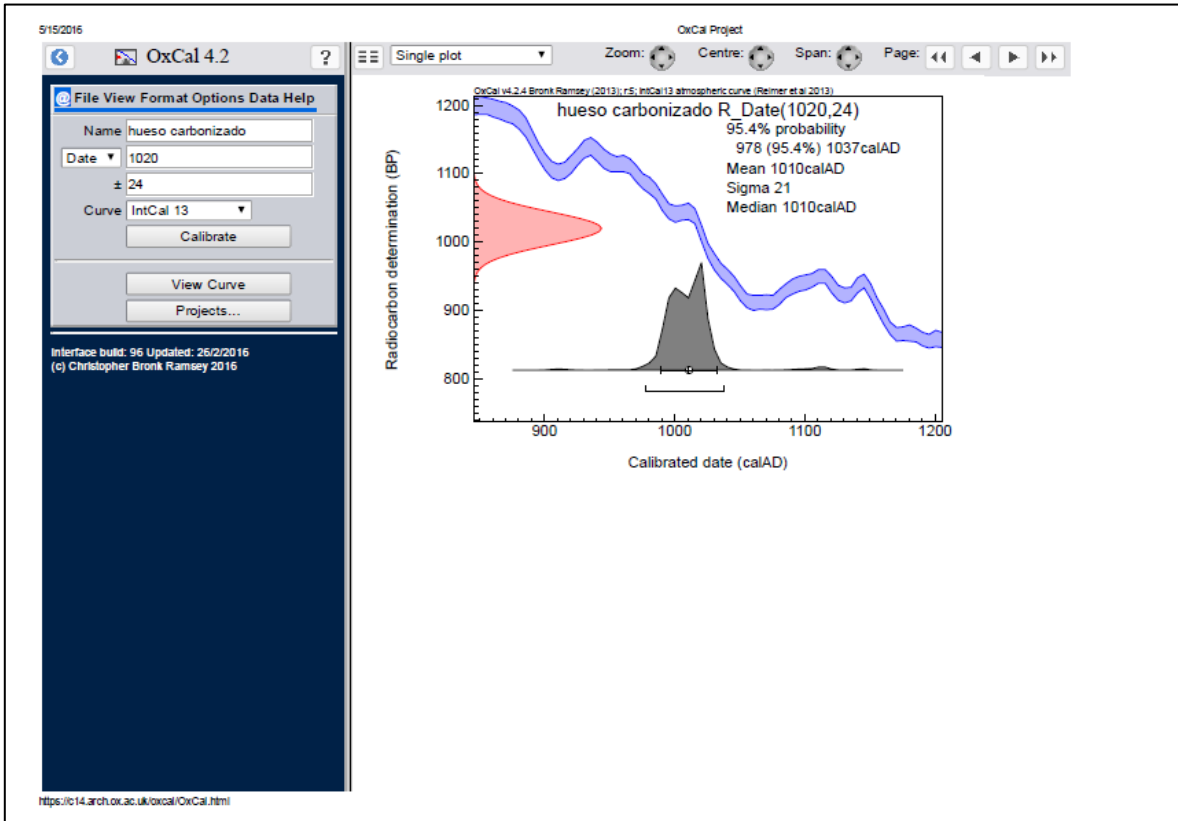 5/15/2016
OxCal Project
OxCal 4.2
?
Single plot
Zoom:
Centre:
Span:
Page:
@ File View Format Options Data Help
Name hueso carbonizado
Date 1020
± 24
Curve IntCal 13
Calibrate
View Curve
Projects...
Interface build: 96 Updated: 26/2/2016
(c) Christopher Bronk Ramsey 2016
OxCal v4.2.4 Bronk Ramsey (2013); r:5; IntCal13 atmospheric curve (Reimer et al 2013)
hueso carbonizado R_Date(1020,24)
95.4% probability
978 (95.4%) 1037calAD
Mean 1010calAD
Sigma 21
Median 1010calAD
Radiocarbon determination (BP)
1200
1100
1000
900
800
900 1000 1100 1200
Calibrated date (calAD)
https://c14.arch.ox.ac.uk/oxcal/OxCal.html